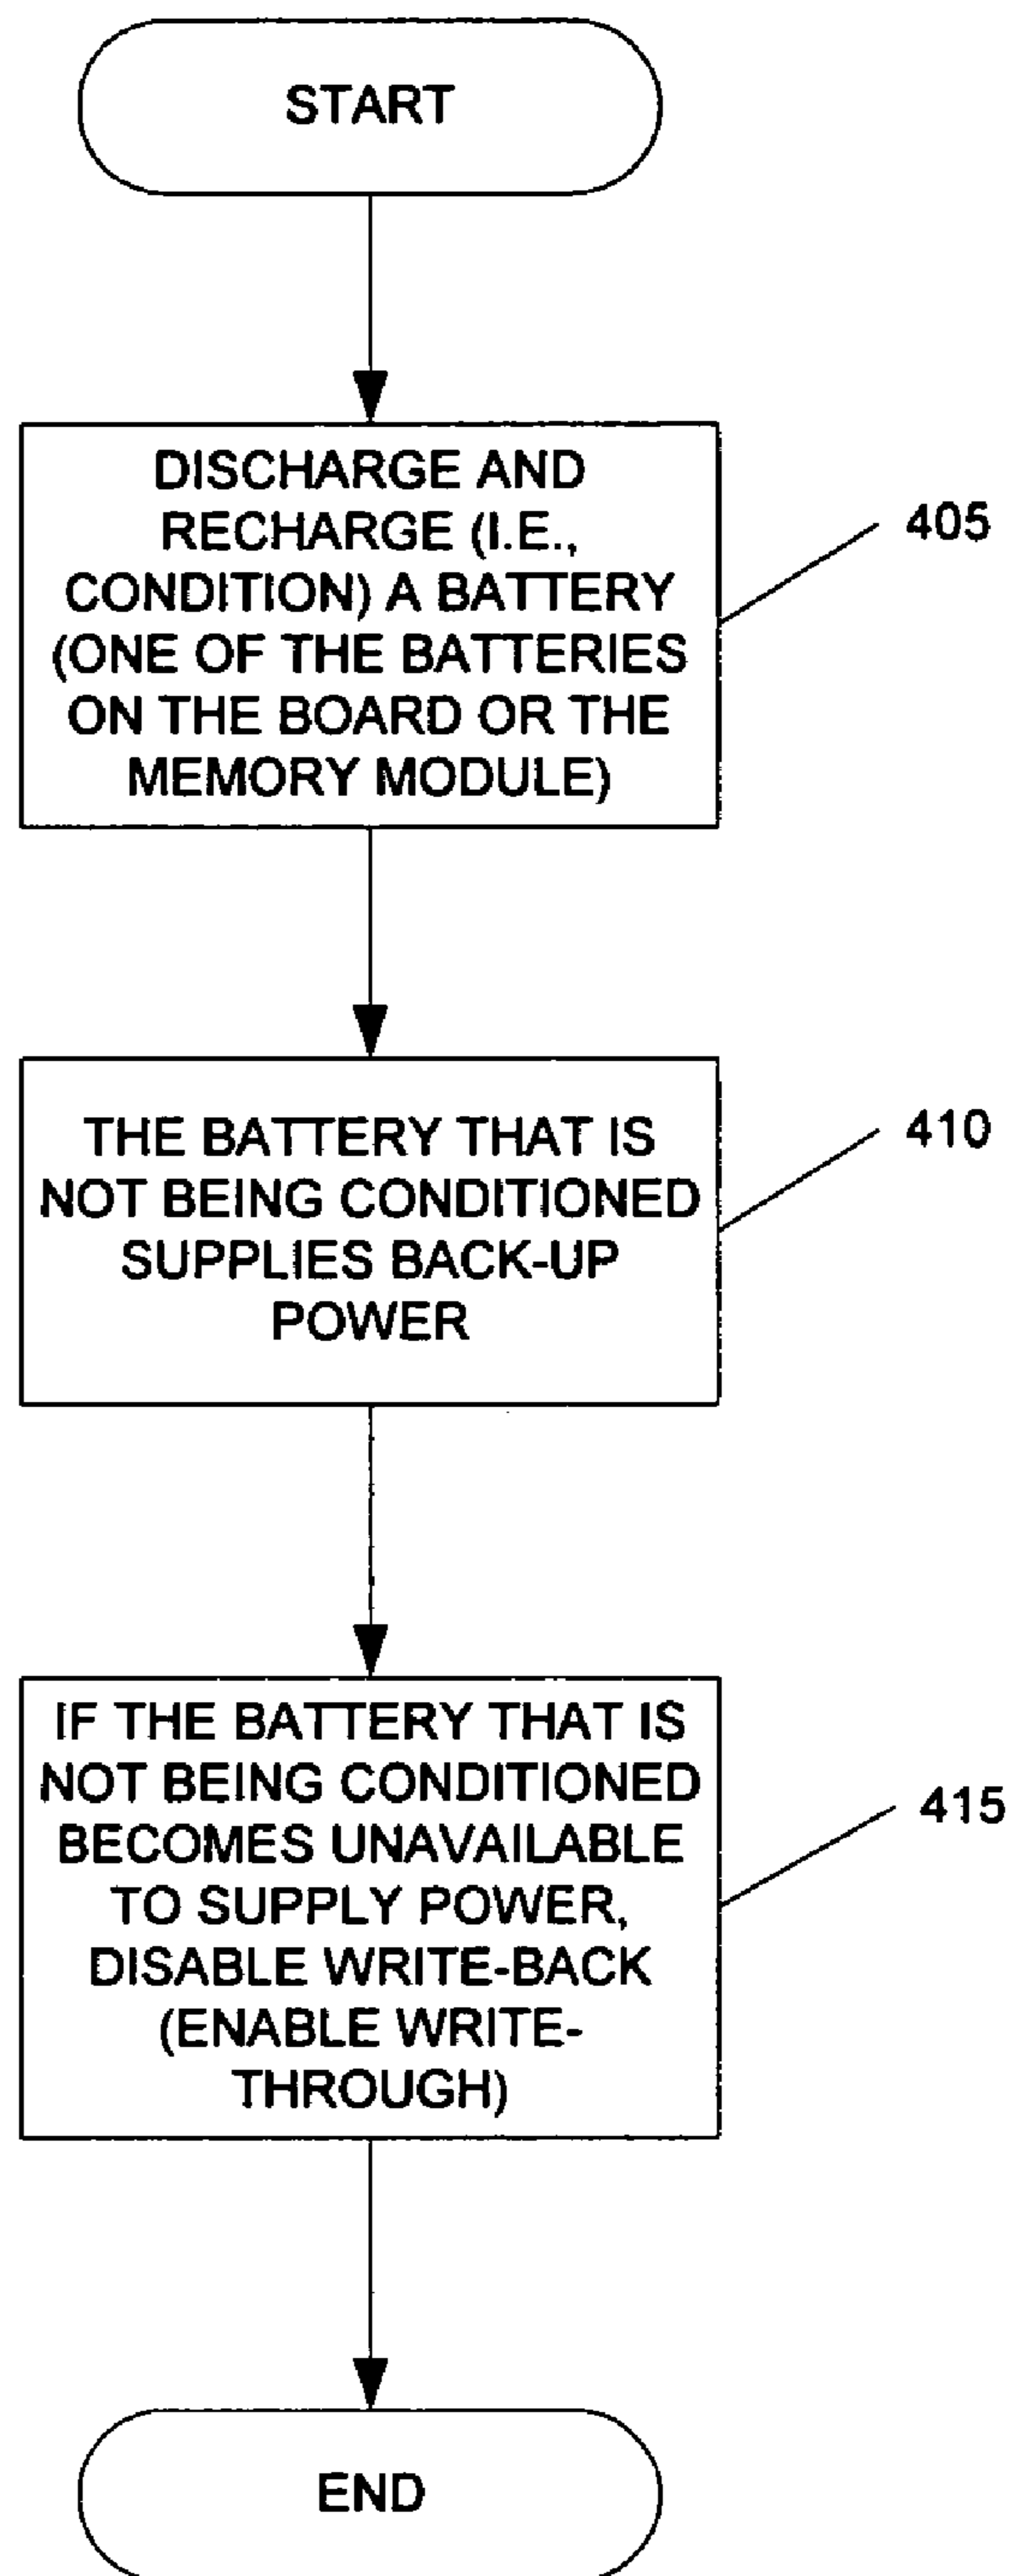 START
DISCHARGE AND
RECHARGE (I.E.,
CONDITION) A BATTERY
(ONE OF THE BATTERIES
ON THE BOARD OR THE
MEMORY MODULE)
405
THE BATTERY THAT IS
NOT BEING CONDITIONED
SUPPLIES BACK-UP
POWER
410
IF THE BATTERY THAT IS
NOT BEING CONDITIONED
BECOMES UNAVAILABLE
TO SUPPLY POWER,
DISABLE WRITE-BACK
(ENABLE WRITE-
THROUGH)
415
END